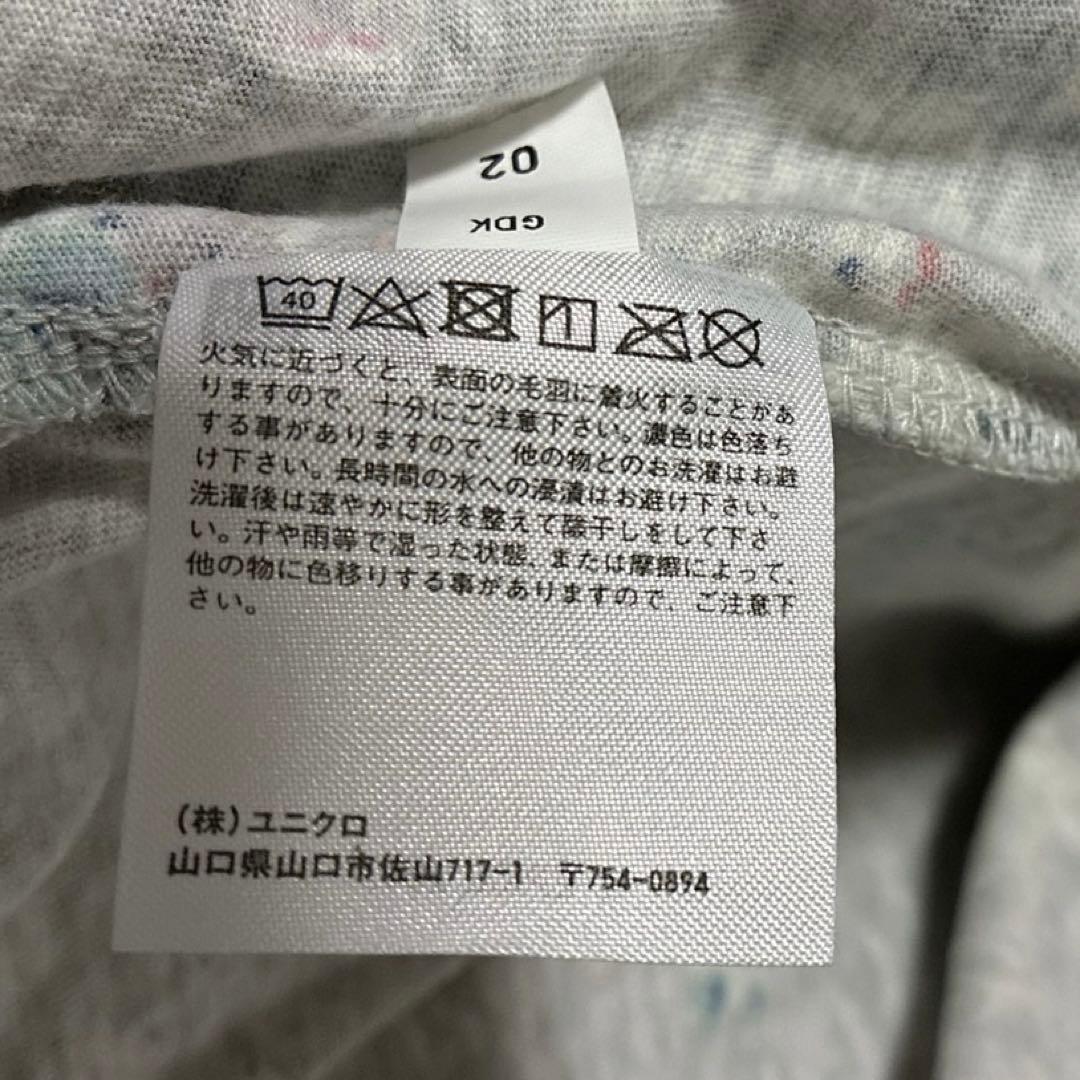 02
GDK
40
火気に近づくと、表面の毛羽に着火することがあ
りますので、十分にご注意下さい。濃色は色落ち
する事がありますので、他の物とのお洗濯はお避
け下さい。長時間の水への浸漬はお避け下さい。
洗濯後は速やかに形を整えて陰干しをして下さ
い。汗や雨等で湿った状態、または摩擦によって、
他の物に色移りする事がありますので、ご注意下
さい。
(株)ユニクロ
山口県山口市佐山717-1 〒754-0894